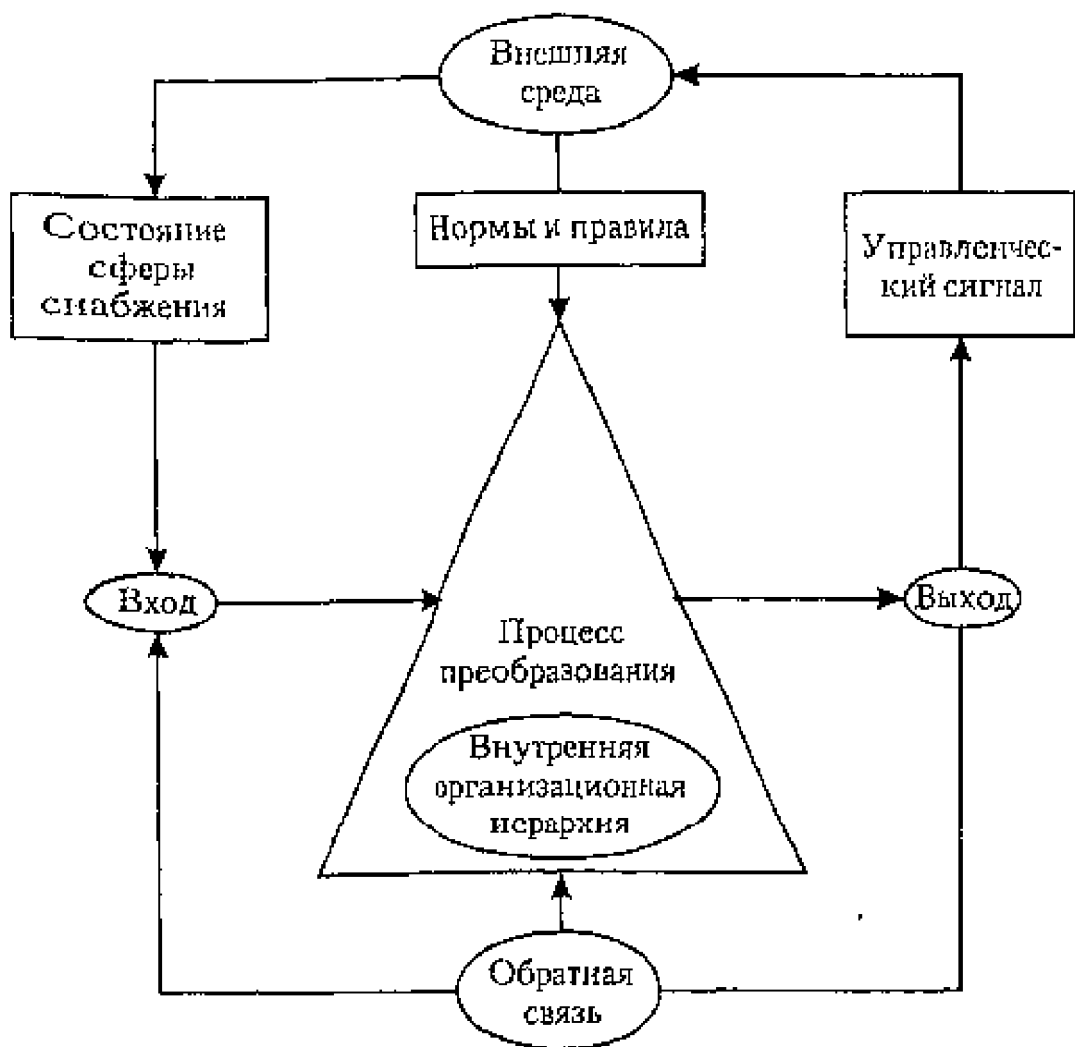 Внешняя
среда
Состояние
сферы
снабжения
Нормы и правила
Управленчес-
кий сигнал
Вход
Выход
Процесс
преобразования
Внутренняя
организационная
иерархия
Обратная
связь